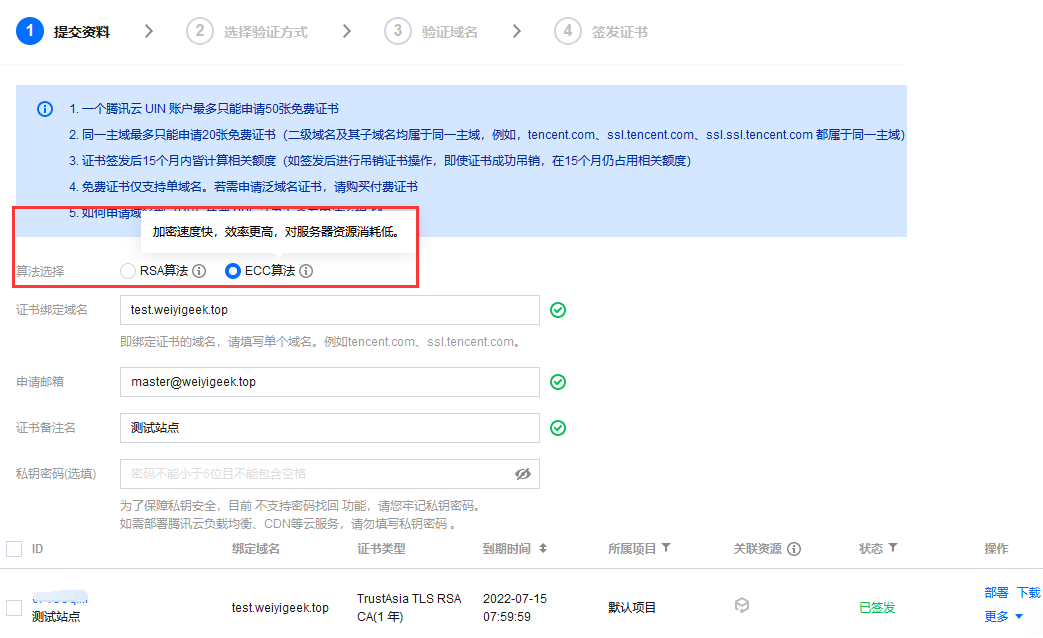 1 提交资料 2 选择验证方式 3 验证域名 4 签发证书
1. 一个腾讯云 UIN 账户最多只能申请50张免费证书
2. 同一主域最多只能申请20张免费证书（二级域名及其子域名均属于同一主域，例如，tencent.com、ssl.tencent.com、ssl.ssl.tencent.com 都属于同一主域）
3. 证书签发后15个月内皆计算相关额度（如签发后进行吊销证书操作，即使证书成功吊销，在15个月仍占用相关额度）
4. 免费证书仅支持单域名。若需申请泛域名证书，请购买付费证书
5. 如何申请
加密速度快，效率更高，对服务器资源消耗低。
算法选择 RSA算法 ECC算法
证书绑定域名 test.weiyigeek.top
即绑定证书的域名，请填写单个域名。例如tencent.com、ssl.tencent.com。
申请邮箱 master@weiyigeek.top
证书备注名 测试站点
私钥密码(选填) 密码不能小于6位且不能包含空格
为了保障私钥安全，目前 不支持密码找回 功能，请您牢记私钥密码。
如需部署腾讯云负载均衡、CDN等云服务，请勿填写私钥密码 。
ID 绑定域名 证书类型 到期时间 所属项目 关联资源 状态 操作
测试站点 test.weiyigeek.top TrustAsia TLS RSA CA(1 年) 2022-07-15 07:59:59 默认项目 已签发 部署 下载 更多